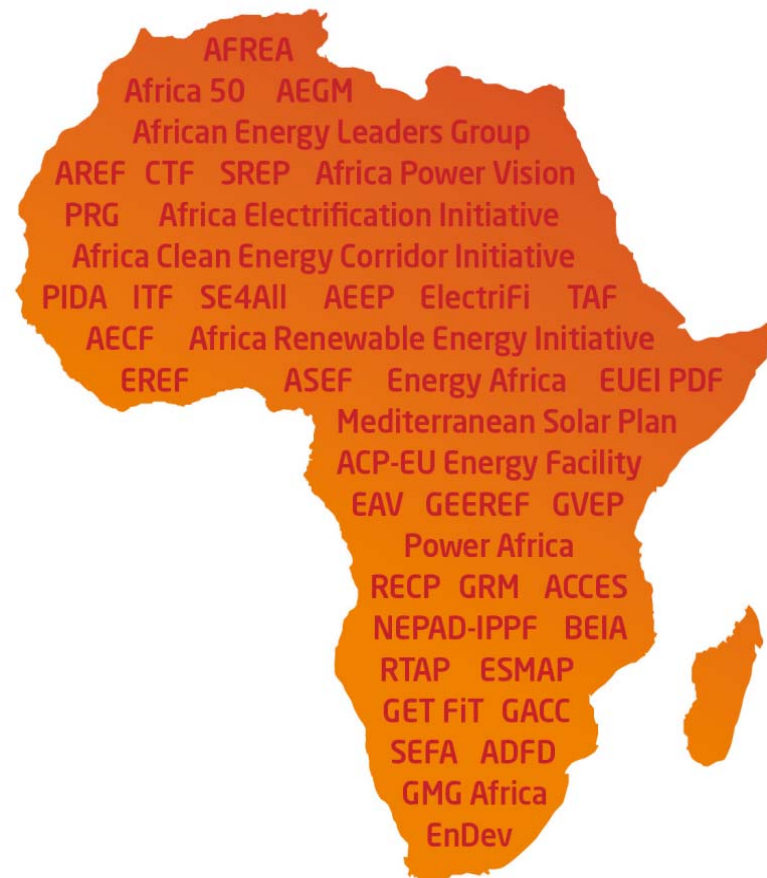 AFREA
Africa 50 AEGM
African Energy Leaders Group
AREF CTF SREP Africa Power Vision
PRG Africa Electrification Initiative
Africa Clean Energy Corridor Initiative
PIDA ITF SE4All AEEP ElectriFi TAF
AECF Africa Renewable Energy Initiative
EREF ASEF Energy Africa EUEI PDF
Mediterranean Solar Plan
ACP-EU Energy Facility
EAV GEEREF GVEP
Power Africa
RECP GRM ACCES
NEPAD-IPPF BEIA
RTAP ESMAP
GET FiT GACC
SEFA ADFD
GMG Africa
EnDev